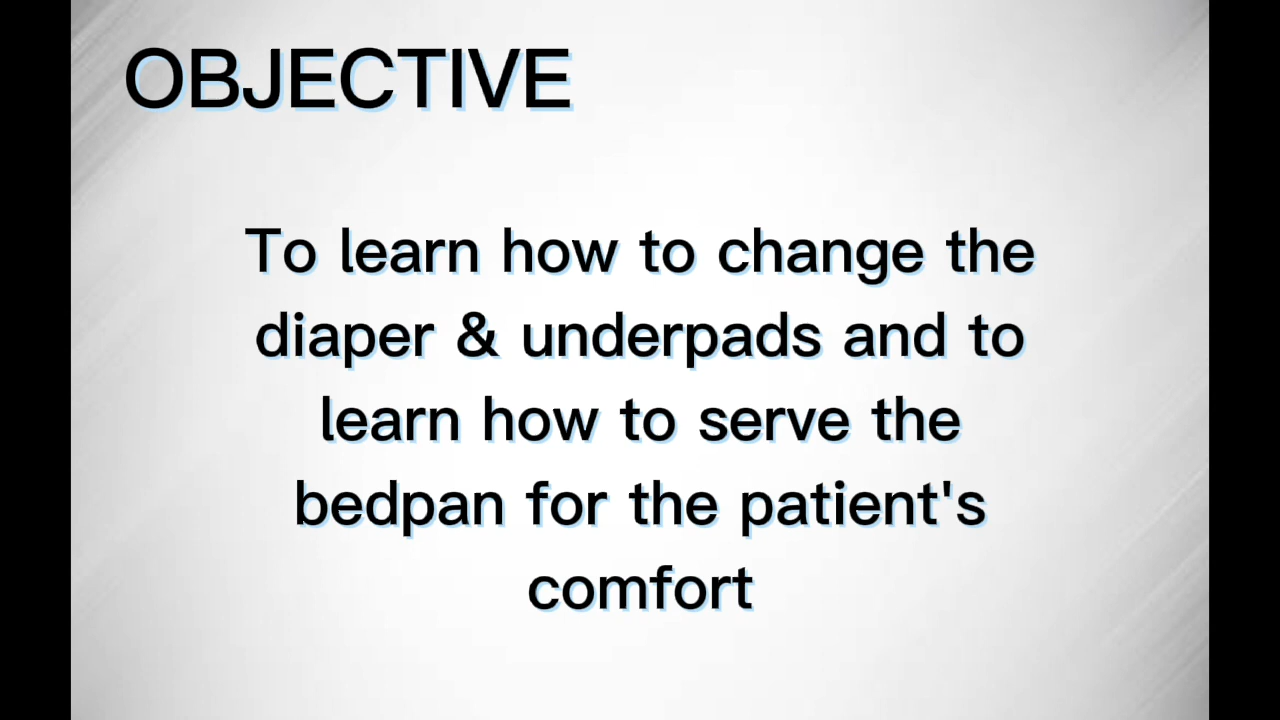 OBJECTIVE
To learn how to change the
diaper & underpads and to
learn how to serve the
bedpan for the patient's
comfort